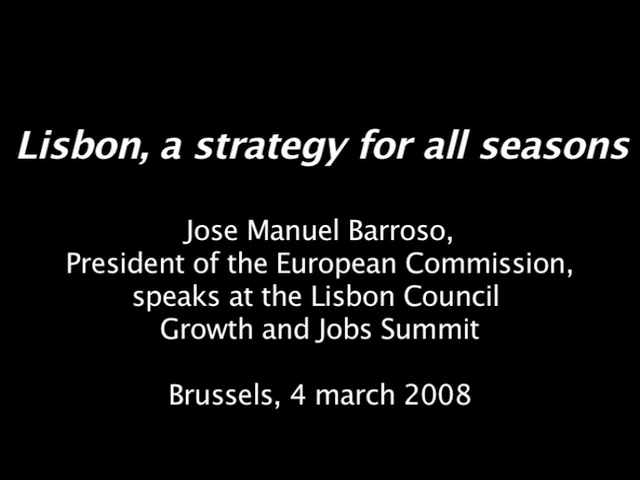 Lisbon, a strategy for all seasons
Jose Manuel Barroso,
President of the European Commission,
speaks at the Lisbon Council
Growth and Jobs Summit
Brussels, 4 march 2008